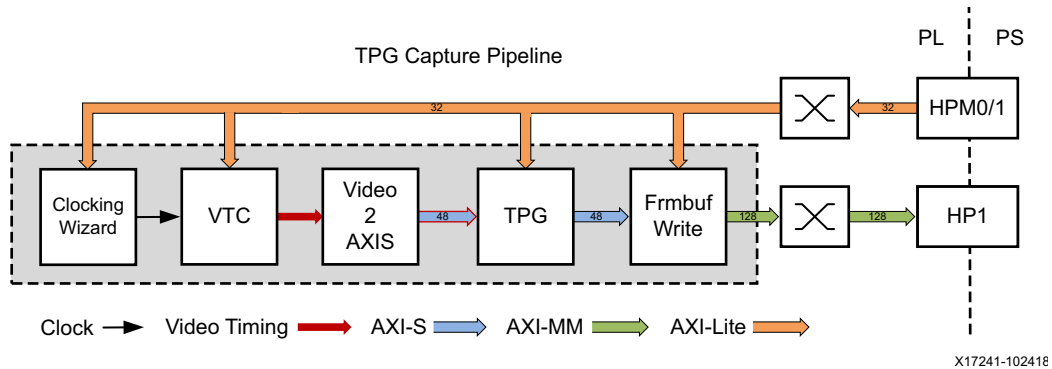 PL PS
TPG Capture Pipeline
32
32
HPM0/1
Clocking
Wizard
VTC
Video
2
AXIS
48
TPG
48
Frmbuf
Write
128
128
HP1
Clock
Video Timing
AXI-S
AXI-MM
AXI-Lite
X17241-102418